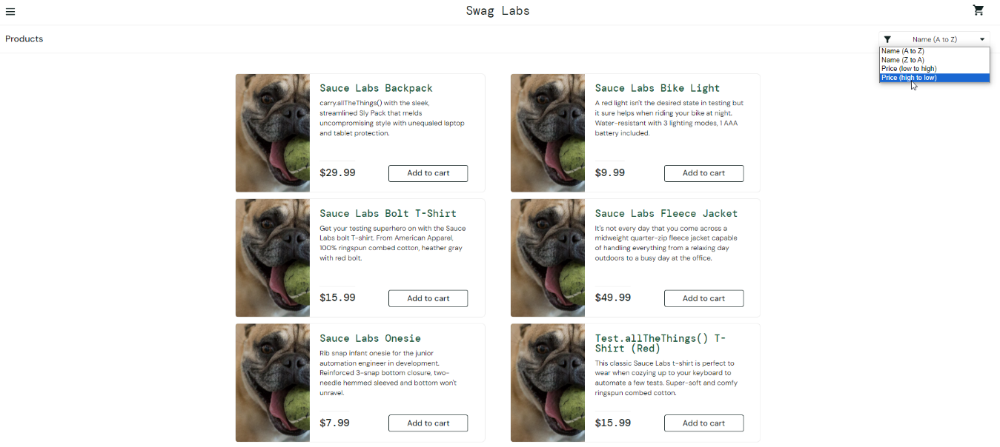 Swag Labs
Products
Name (A to Z)
Name (A to Z)
Name (Z to A)
Price (low to high)
Price (high to low)
Sauce Labs Backpack
carry.allTheThings() with the sleek,
streamlined Sly Pack that melds
uncompromising style with unequaled laptop
and tablet protection.
$29.99
Add to cart
Sauce Labs Bike Light
A red light isn't the desired state in testing but
it sure helps when riding your bike at night.
Water-resistant with 3 lighting modes, 1 AAA
battery included.
$9.99
Add to cart
Sauce Labs Bolt T-Shirt
Get your testing superhero on with the Sauce
Labs bolt T-shirt. From American Apparel,
100% ringspun combed cotton, heather gray
with red bolt.
$15.99
Add to cart
Sauce Labs Fleece Jacket
It's not every day that you come across a
midweight quarter-zip fleece jacket capable
of handling everything from a relaxing day
outdoors to a busy day at the office.
$49.99
Add to cart
Sauce Labs Onesie
Rib snap infant onesie for the junior
automation engineer in development.
Reinforced 3-snap bottom closure, two-
needle hemmed sleeved and bottom won't
unravel.
$7.99
Add to cart
Test.allTheThings() T-
Shirt (Red)
This classic Sauce Labs t-shirt is perfect to
wear when cozying up to your keyboard to
automate a few tests. Super-soft and comfy
ringspun combed cotton.
$15.99
Add to cart